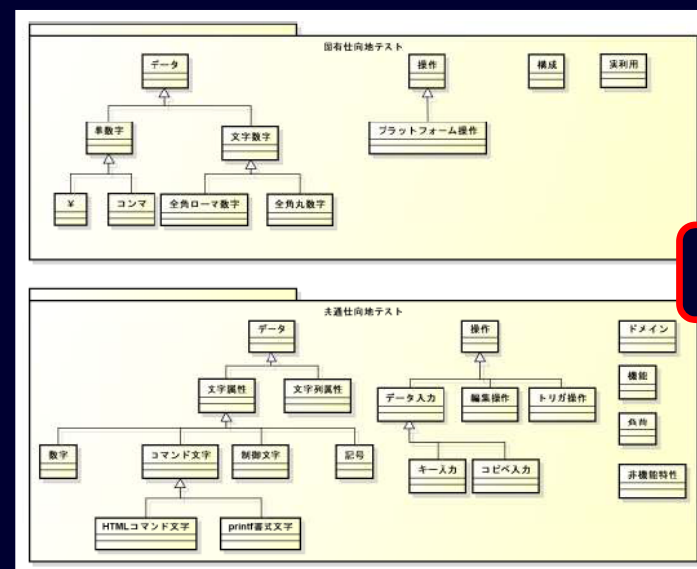 固有仕向地テスト
データ
操作
構成
実利用
単数字
文字数字
プラットフォーム操作
¥
コンマ
全角ローマ数字
全角丸数字
共通仕向地テスト
データ
操作
ドメイン
文字属性
文字列属性
データ入力
編集操作
トリガ操作
機能
負荷
数字
コマンド文字
制御文字
記号
キー入力
コピペ入力
非機能特性
HTMLコマンド文字
printf書式文字